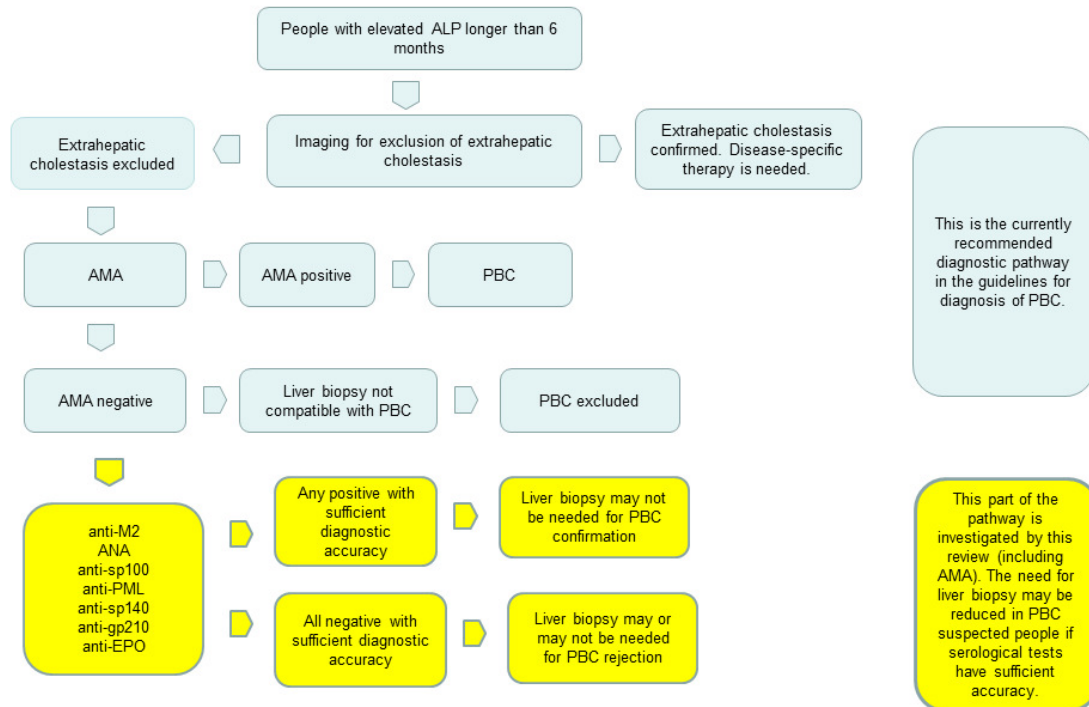 People with elevated ALP longer than 6
months
Extrahepatic
cholestasis excluded
Imaging for exclusion of extrahepatic
cholestasis
Extrahepatic cholestasis
confirmed. Disease-specific
therapy is needed.
This is the currently
recommended
diagnostic pathway
in the guidelines for
diagnosis of PBC.
AMA
AMA positive
PBC
AMA negative
Liver biopsy not
compatible with PBC
PBC excluded
anti-M2
ANA
anti-sp100
anti-PML
anti-sp140
anti-gp210
anti-EPO
Any positive with
sufficient
diagnostic
accuracy
Liver biopsy may not
be needed for PBC
confirmation
All negative with
sufficient diagnostic
accuracy
Liver biopsy may or
may not be needed
for PBC rejection
This part of the
pathway is
investigated by this
review (including
AMA). The need for
liver biopsy may be
reduced in PBC
suspected people if
serological tests
have sufficient
accuracy.